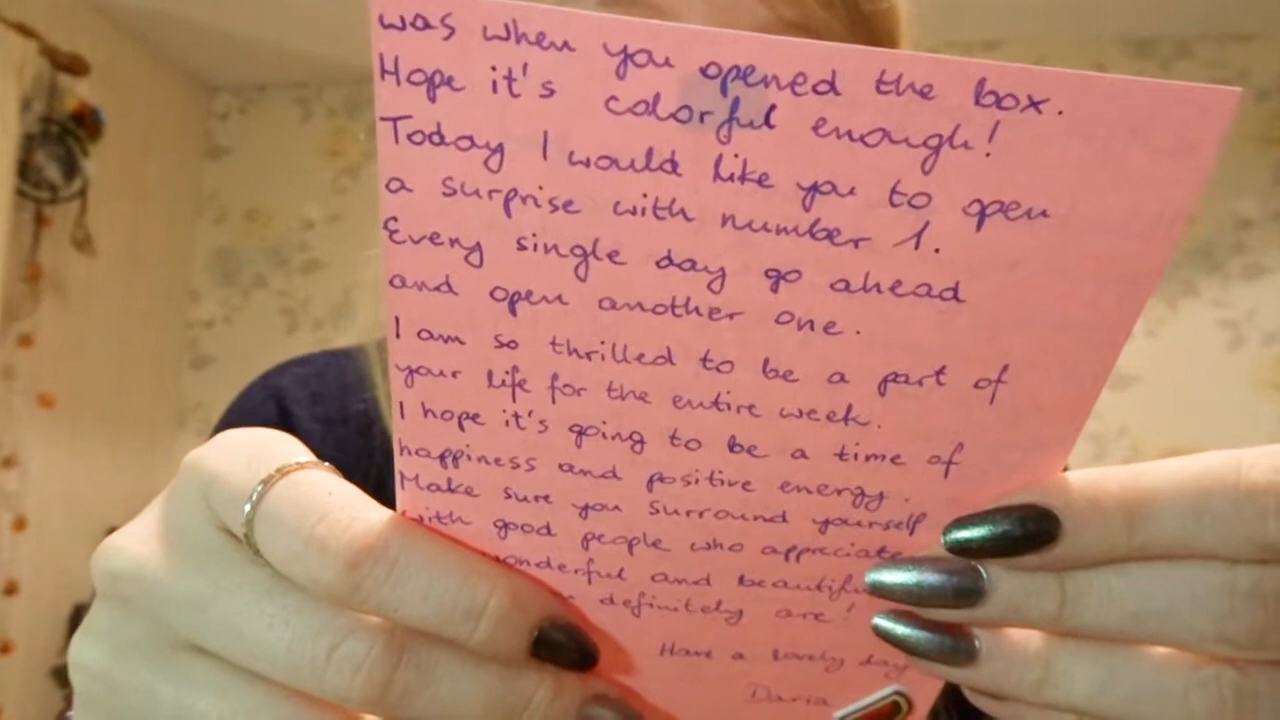 was when you opened the box.
Hope it's colorful enough!
Today I would like you to open
a surprise with number 1.
Every single day go ahead
and open another one.
I am so thrilled to be a part of
your life for the entire week.
I hope it's going to be a time of
happiness and positive energy.
Make sure you surround yourself
with good people who appreciate
and beautiful
definitely are!
Have a lovely day
Daria